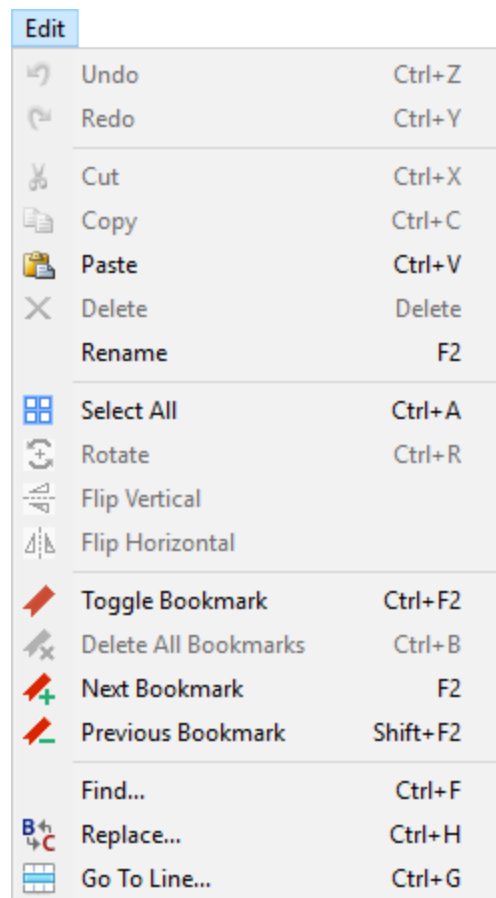 Edit
Undo Ctrl+Z
Redo Ctrl+Y
Cut Ctrl+X
Copy Ctrl+C
Paste Ctrl+V
Delete Delete
Rename F2
Select All Ctrl+A
Rotate Ctrl+R
Flip Vertical
Flip Horizontal
Toggle Bookmark Ctrl+F2
Delete All Bookmarks Ctrl+B
Next Bookmark F2
Previous Bookmark Shift+F2
Find... Ctrl+F
B C Replace... Ctrl+H
Go To Line... Ctrl+G